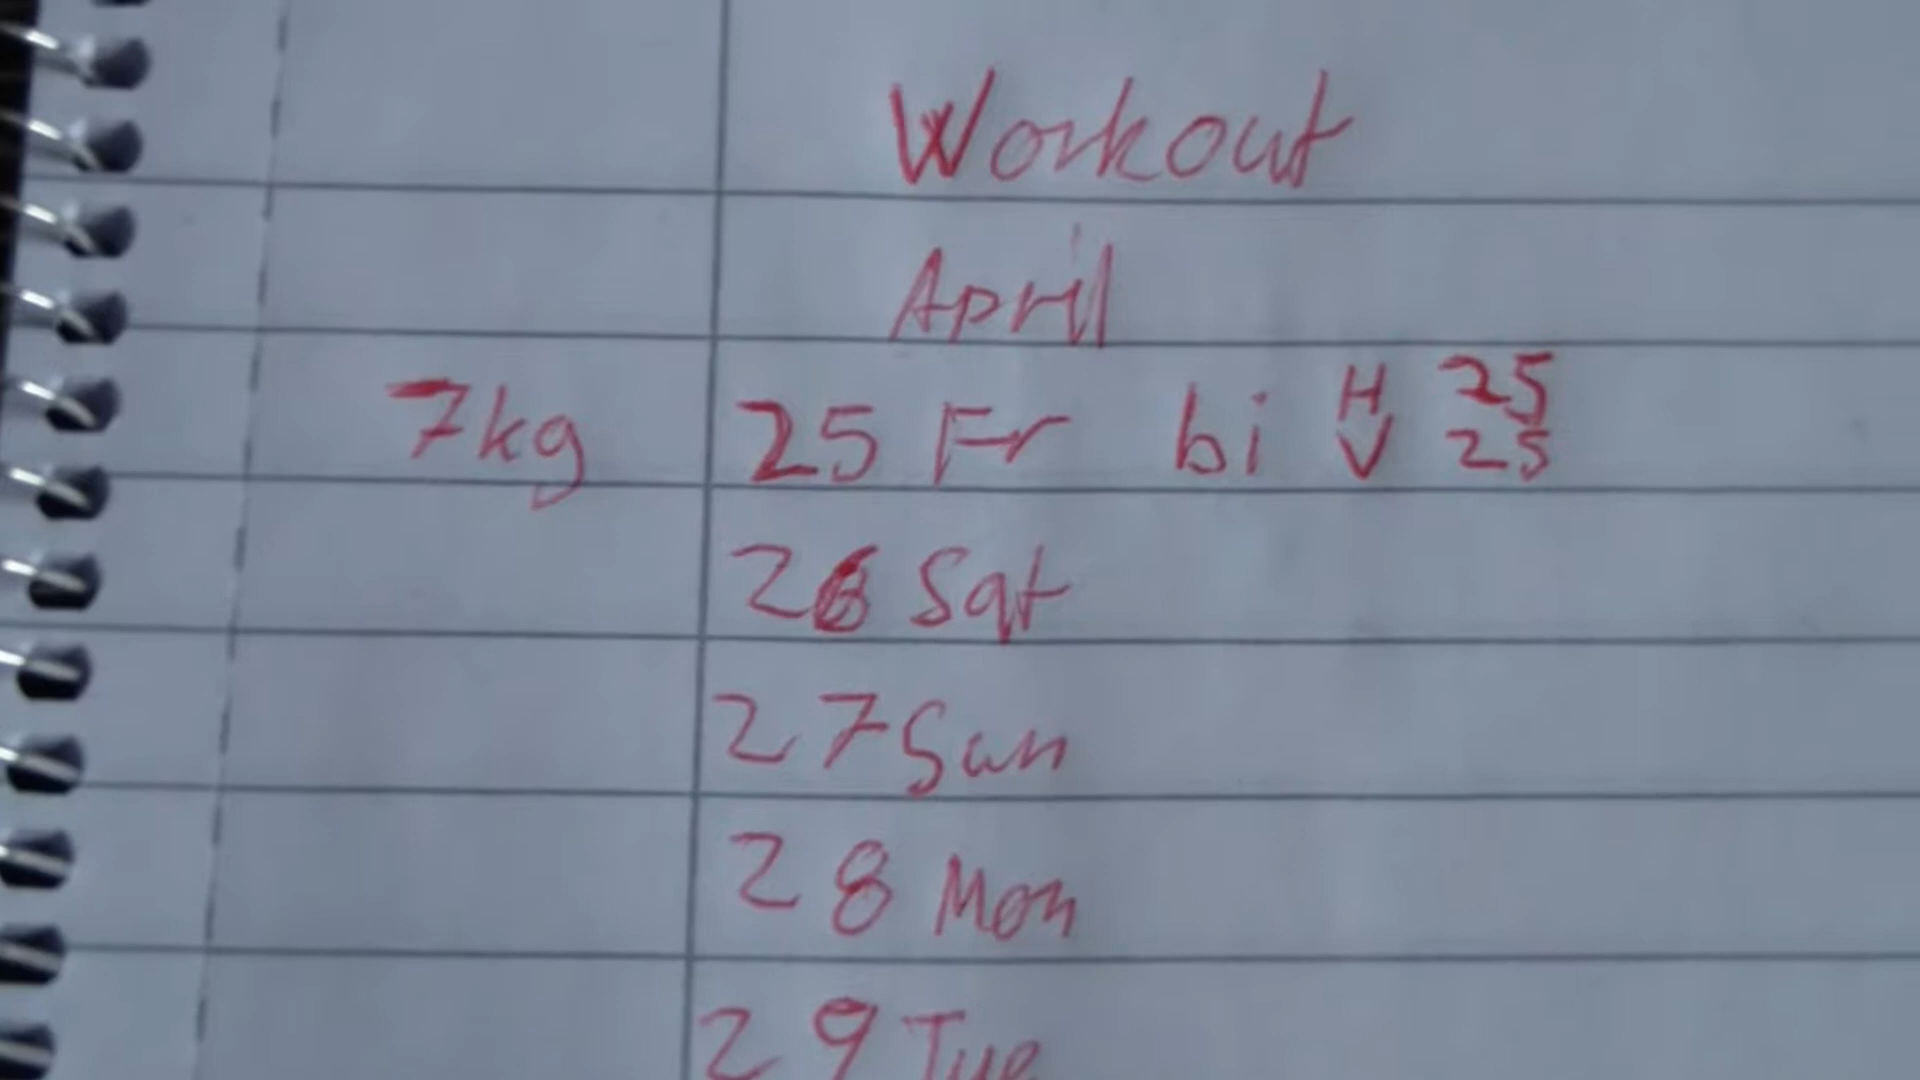 Workout
April
7kg 25 Fr bi H 25
V 25
26 Sat
27 Sun
28 Mon
29 Tue